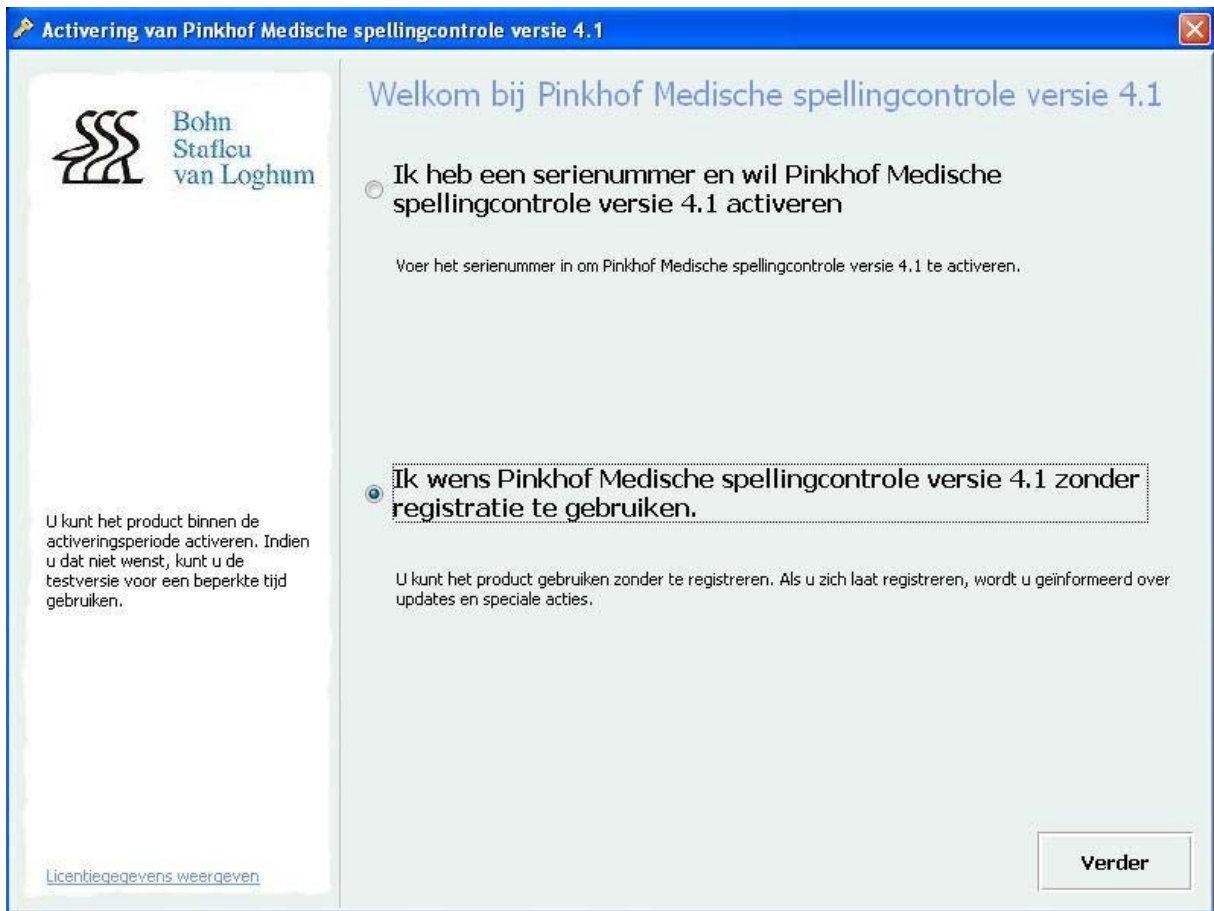 Activering van Pinkhof Medische spellingcontrole versie 4.1
Bohn
Stafleu
van Loghum
Welkom bij Pinkhof Medische spellingcontrole versie 4.1
Ik heb een serienummer en wil Pinkhof Medische
spellingcontrole versie 4.1 activeren
Voer het serienummer in om Pinkhof Medische spellingcontrole versie 4.1 te activeren.
Ik wens Pinkhof Medische spellingcontrole versie 4.1 zonder
registratie te gebruiken.
U kunt het product gebruiken zonder te registreren. Als u zich laat registreren, wordt u geïnformeerd over
updates en speciale acties.
U kunt het product binnen de
activeringsperiode activeren. Indien
u dat niet wenst, kunt u de
testversie voor een beperkte tijd
gebruiken.
Licentiegegevens weergeven
Verder